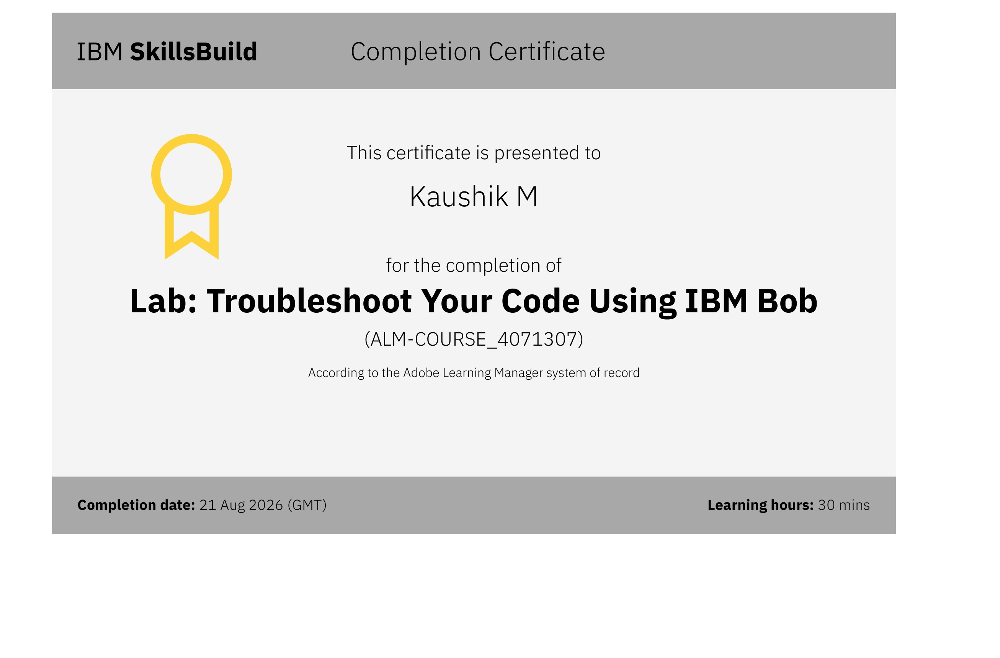 IBM SkillsBuild
Completion Certificate
This certificate is presented to
Kaushik M
for the completion of
Lab: Troubleshoot Your Code Using IBM Bob
(ALM-COURSE_4071307)
According to the Adobe Learning Manager system of record
Completion date: 21 Aug 2026 (GMT)
Learning hours: 30 mins